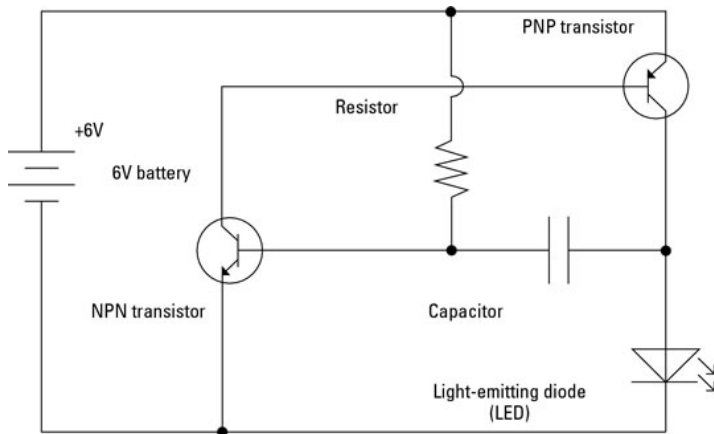 PNP transistor
Resistor
+6V
6V battery
NPN transistor
Capacitor
Light-emitting diode
(LED)